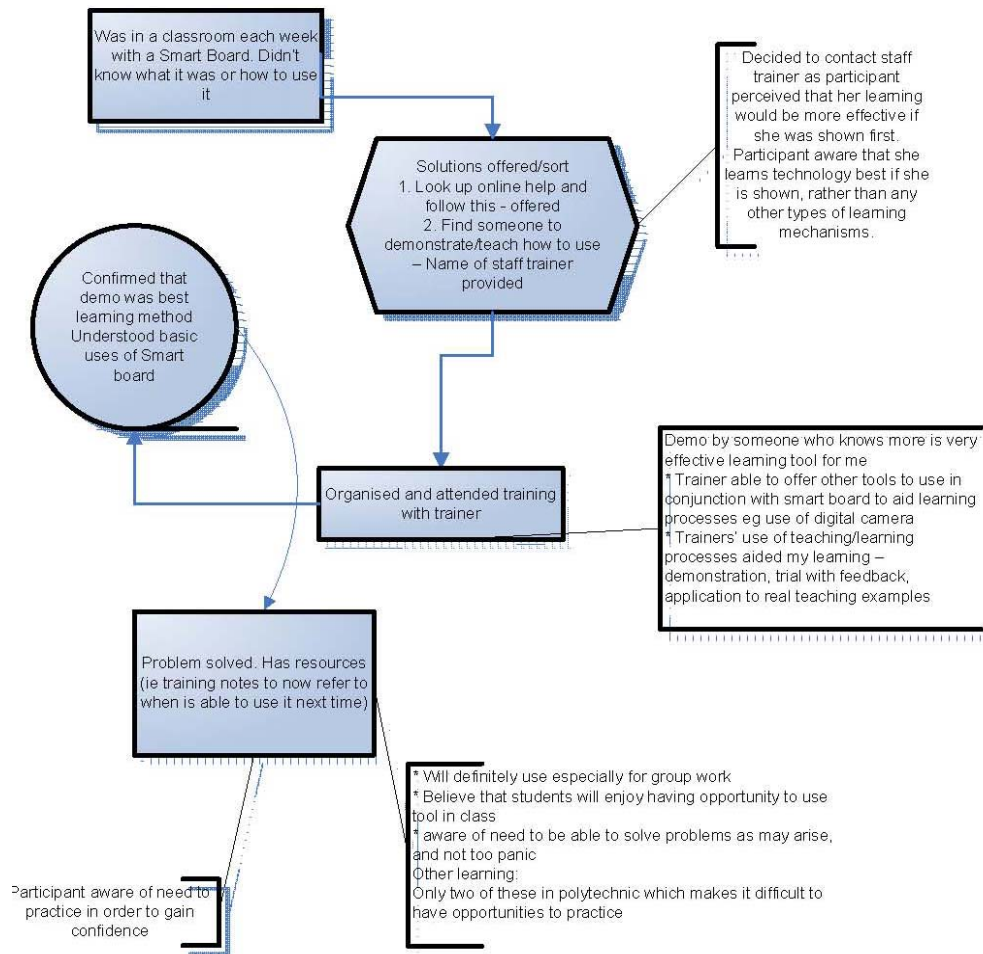 Was in a classroom each week
with a Smart Board. Didn't
know what it was or how to use
it
Decided to contact staff
trainer as participant
perceived that her learning
would be more effective if
she was shown first.
Participant aware that she
learns technology best if she
is shown, rather than any
other types of learning
mechanisms.
Solutions offered/sort
1. Look up online help and
follow this - offered
2. Find someone to
demonstrate/teach how to use
– Name of staff trainer
provided
Confirmed that
demo was best
learning method
Understood basic
uses of Smart
board
Organised and attended training
with trainer
Demo by someone who knows more is very
effective learning tool for me
* Trainer able to offer other tools to use in
conjunction with smart board to aid learning
processes eg use of digital camera
* Trainers' use of teaching/learning
processes aided my learning –
demonstration, trial with feedback,
application to real teaching examples
Problem solved. Has resources
(ie training notes to now refer to
when is able to use it next time)
* Will definitely use especially for group work
* Believe that students will enjoy having opportunity to use
tool in class
* aware of need to be able to solve problems as may arise,
and not too panic
Other learning:
Only two of these in polytechnic which makes it difficult to
have opportunities to practice
Participant aware of need to
practice in order to gain
confidence